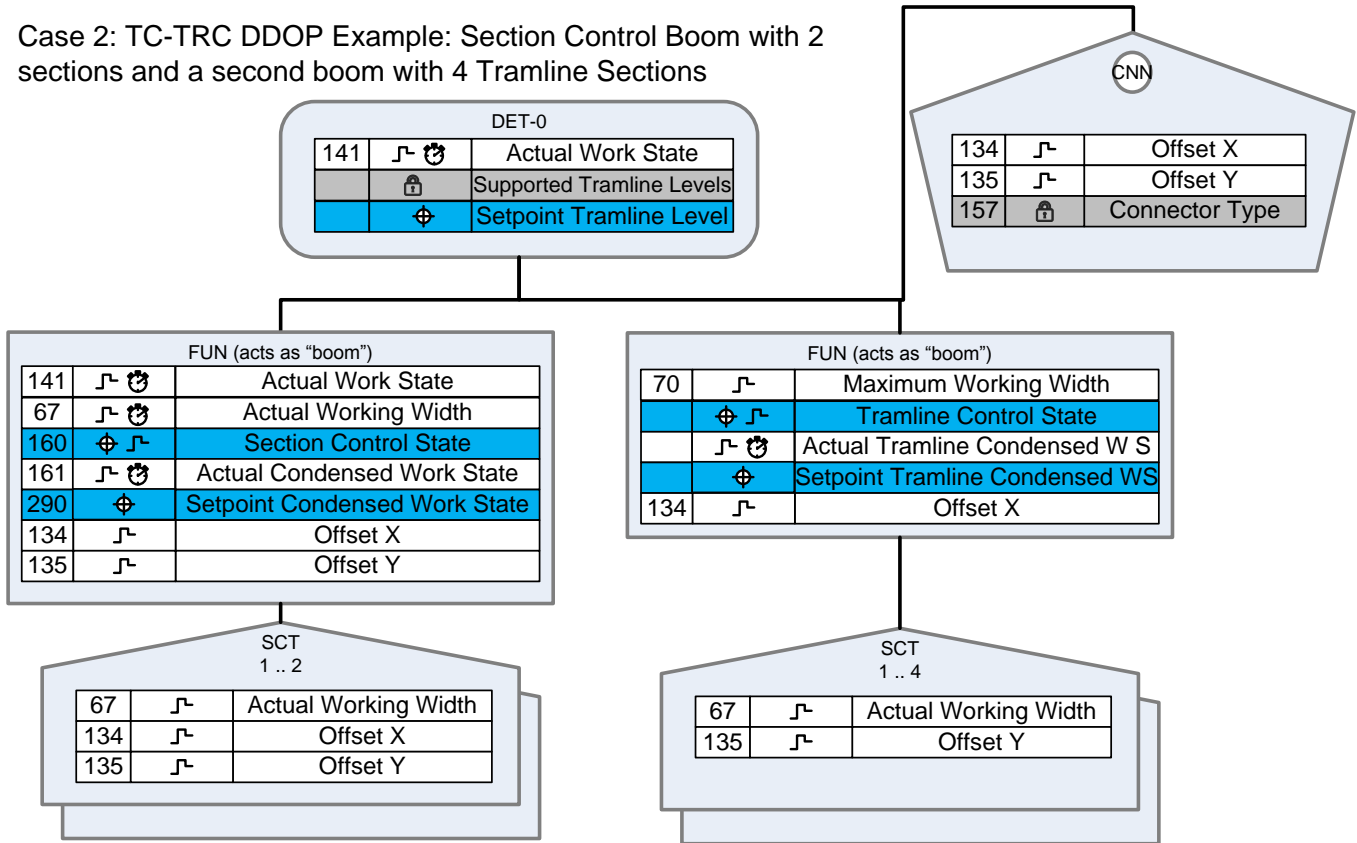 Case 2: TC-TRC DDOP Example: Section Control Boom with 2
sections and a second boom with 4 Tramline Sections
DET-0
141 Actual Work State
Supported Tramline Levels
Setpoint Tramline Level
CNN
134 Offset X
135 Offset Y
157 Connector Type
FUN (acts as “boom”)
141 Actual Work State
67 Actual Working Width
160 Section Control State
161 Actual Condensed Work State
290 Setpoint Condensed Work State
134 Offset X
135 Offset Y
FUN (acts as “boom”)
70 Maximum Working Width
Tramline Control State
Actual Tramline Condensed W S
Setpoint Tramline Condensed WS
134 Offset X
SCT
1 .. 2
67 Actual Working Width
134 Offset X
135 Offset Y
SCT
1 .. 4
67 Actual Working Width
135 Offset Y